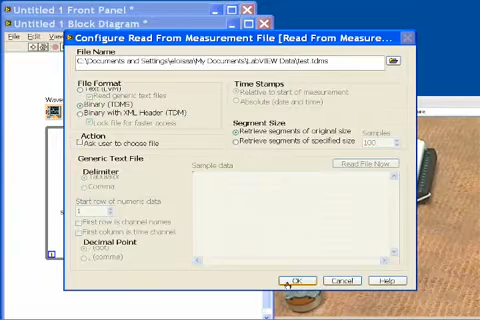 Untitled 1 Front Panel *
Untitled 1 Block Diagram *
File
Configure Read From Measurement File [Read From Measure...
File Name
C:\Documents and Settings\eloisva\My Documents\LabVIEW Data\test.tdms
File Format
Text (LVM)
Read generic text files
Binary (TDMS)
Binary with XML Header (TDM)
Lock file for faster access
Action
Ask user to choose file
Time Stamps
Relative to start of measurement
Absolute (date and time)
Segment Size
Retrieve segments of original size
Retrieve segments of specified size
Samples
100
Generic Text File
Delimiter
Tabulator
Comma
Start row of numeric data
1
First row is channel names
First column is time channel
Decimal Point
. (dot)
, (comma)
Sample data
Read File Now
OK
Cancel
Help